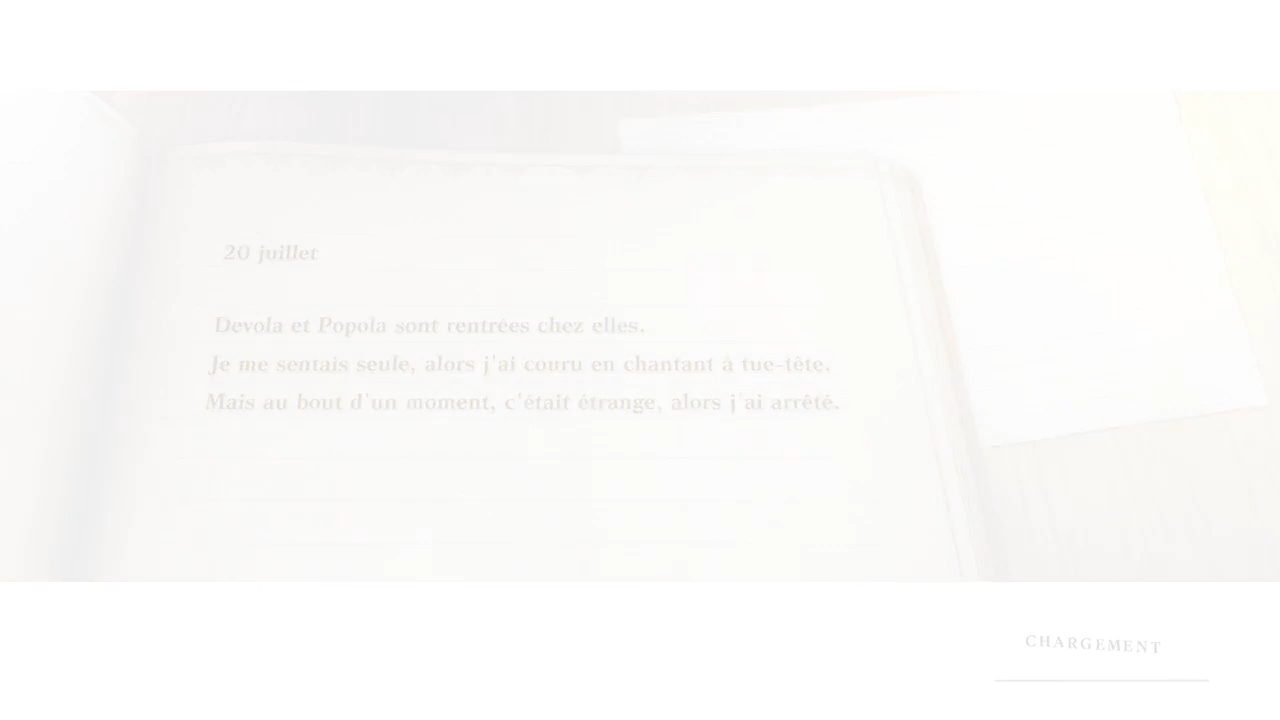 20 juillet
Devola et Popola sont rentrées chez elles.
Je me sentais seule, alors j'ai couru en chantant à tue-tête.
Mais au bout d'un moment, c'était étrange, alors j'ai arrêté.
CHARGEMENT